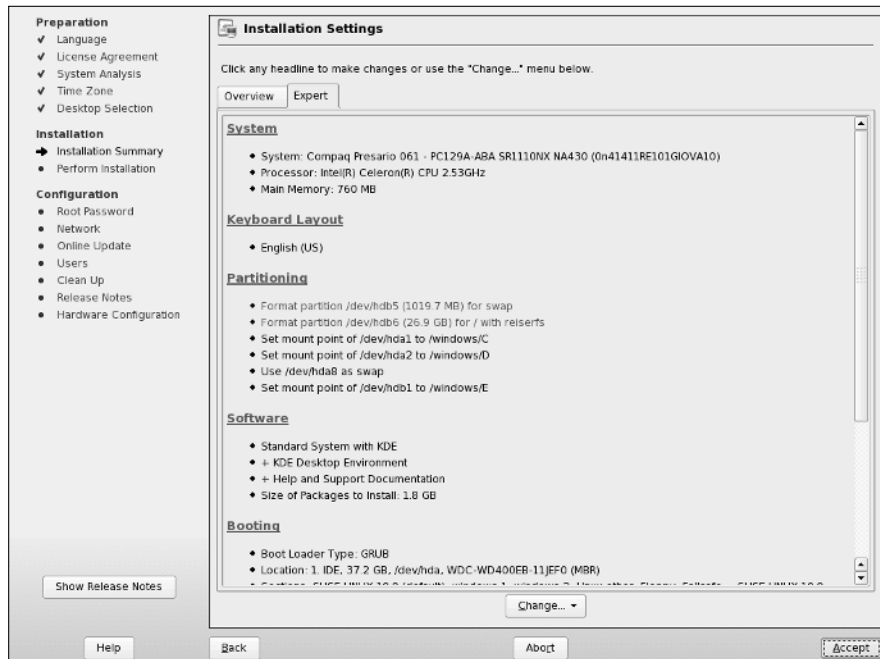 Preparation
Language
License Agreement
System Analysis
Time Zone
Desktop Selection
Installation
Installation Summary
Perform Installation
Configuration
Root Password
Network
Online Update
Users
Clean Up
Release Notes
Hardware Configuration
Show Release Notes
Installation Settings
Click any headline to make changes or use the "Change..." menu below.
Overview Expert
System
System: Compaq Presario 061 - PC129A-ABA SR1110NX NA430 (0n41411RE101GIOVA10)
Processor: Intel(R) Celeron(R) CPU 2.53GHz
Main Memory: 760 MB
Keyboard Layout
English (US)
Partitioning
Format partition /dev/hdb5 (1019.7 MB) for swap
Format partition /dev/hdb6 (26.9 GB) for / with reiserfs
Set mount point of /dev/hda1 to /windows/C
Set mount point of /dev/hda2 to /windows/D
Use /dev/hda8 as swap
Set mount point of /dev/hdb1 to /windows/E
Software
Standard System with KDE
+ KDE Desktop Environment
+ Help and Support Documentation
Size of Packages to Install: 1.8 GB
Booting
Boot Loader Type: GRUB
Location: 1. IDE, 37.2 GB, /dev/hda, WDC-WD400EB-11JEF0 (MBR)
Change...
Help Back Abort Accept